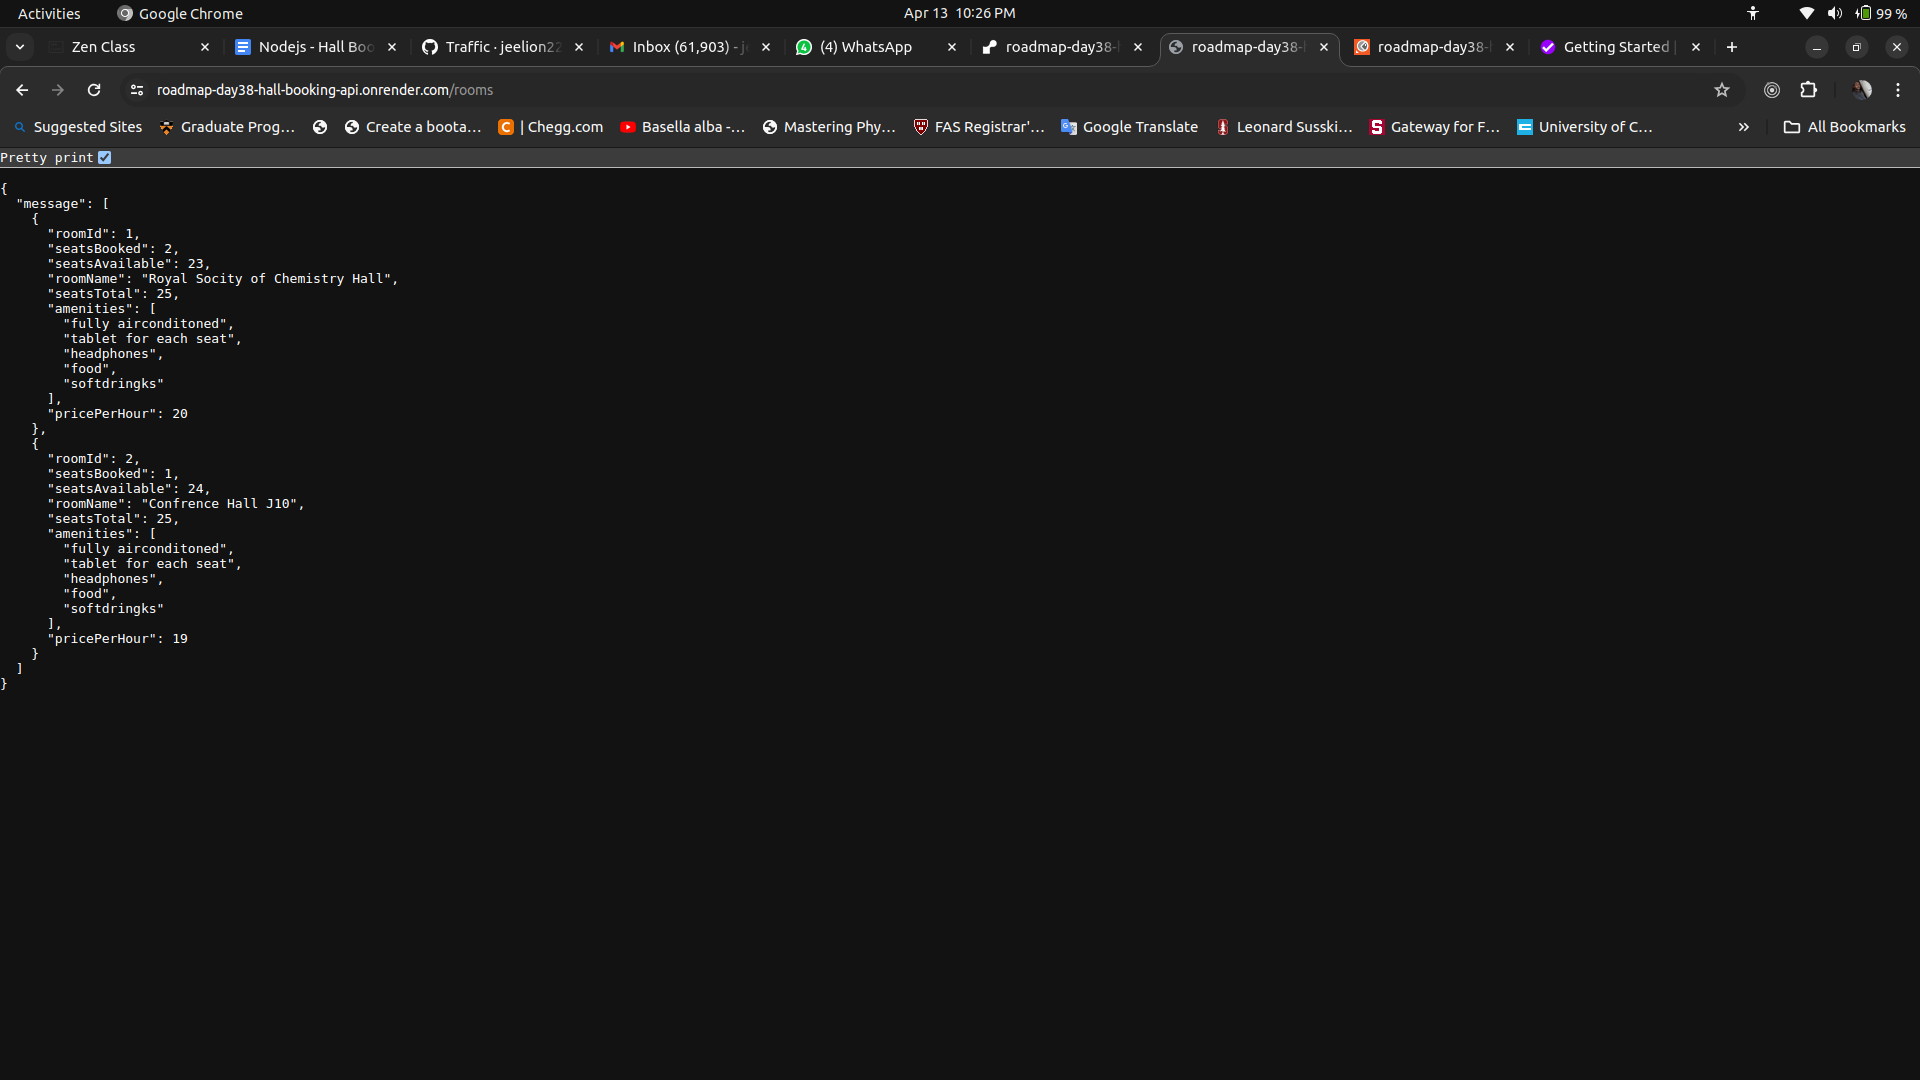 Activities Google Chrome Apr 13 10:26 PM 99 %
Zen Class Nodejs - Hall Boo Traffic · jeelion22 Inbox (61,903) - je (4) WhatsApp roadmap-day38-h roadmap-day38-h roadmap-day38-h Getting Started |
roadmap-day38-hall-booking-api.onrender.com/rooms
Suggested Sites Graduate Prog... Create a boota... | Chegg.com Basella alba -... Mastering Phy... FAS Registrar'... Google Translate Leonard Susski... Gateway for F... University of C... » All Bookmarks
Pretty print
{
  "message": [
    {
      "roomId": 1,
      "seatsBooked": 2,
      "seatsAvailable": 23,
      "roomName": "Royal Socity of Chemistry Hall",
      "seatsTotal": 25,
      "amenities": [
        "fully airconditoned",
        "tablet for each seat",
        "headphones",
        "food",
        "softdringks"
      ],
      "pricePerHour": 20
    },
    {
      "roomId": 2,
      "seatsBooked": 1,
      "seatsAvailable": 24,
      "roomName": "Confrence Hall J10",
      "seatsTotal": 25,
      "amenities": [
        "fully airconditoned",
        "tablet for each seat",
        "headphones",
        "food",
        "softdringks"
      ],
      "pricePerHour": 19
    }
  ]
}